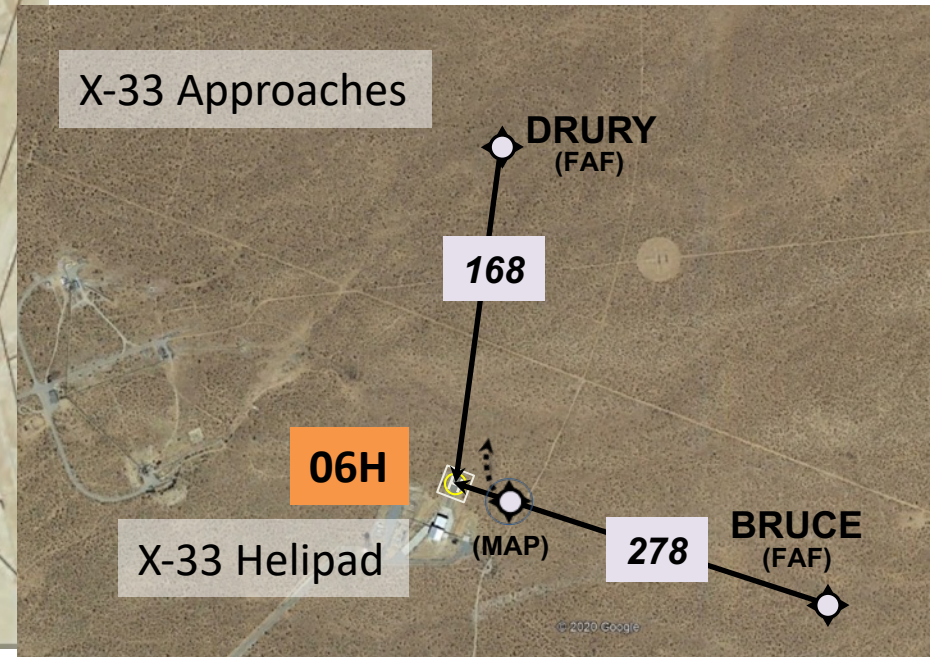 X-33 Approaches
DRURY
(FAF)
168
06H
(MAP)
278
BRUCE
(FAF)
X-33 Helipad
© 2020 Google